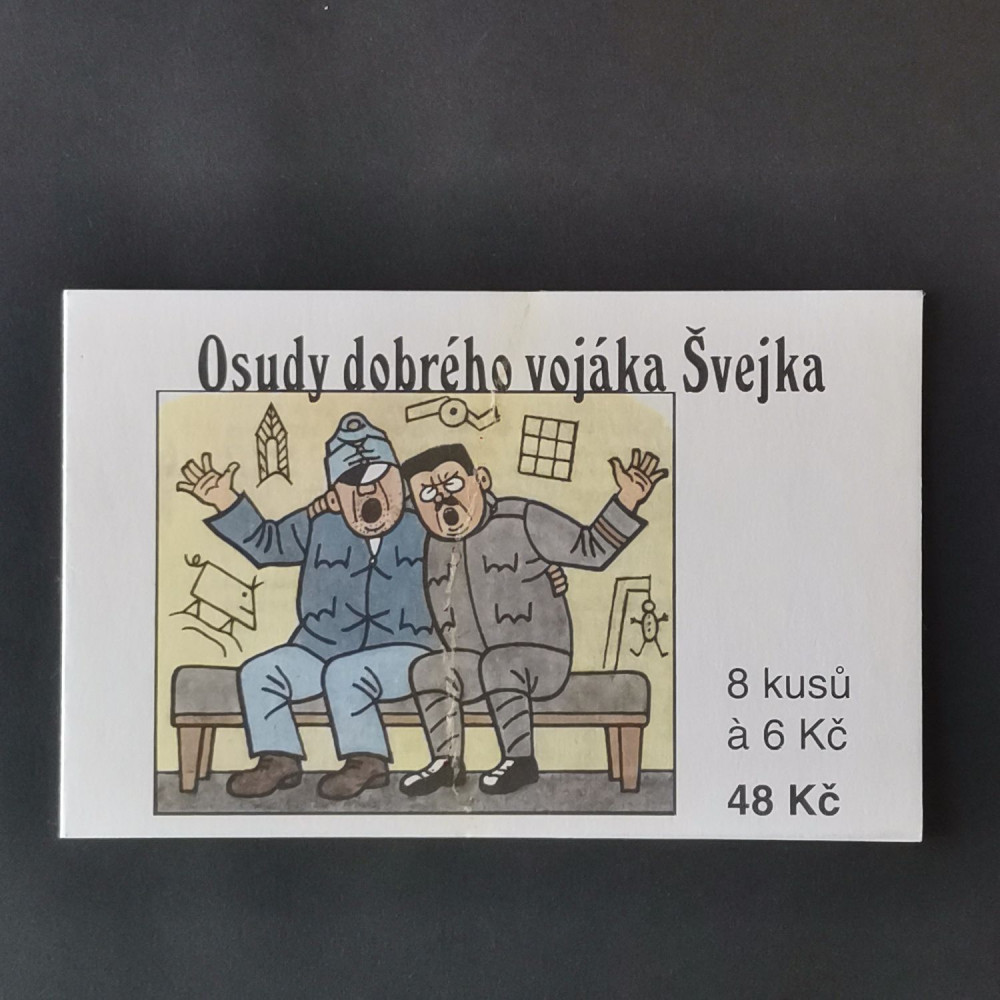 Osudy dobrého vojáka Švejka
8 kusů
à 6 Kč
48 Kč